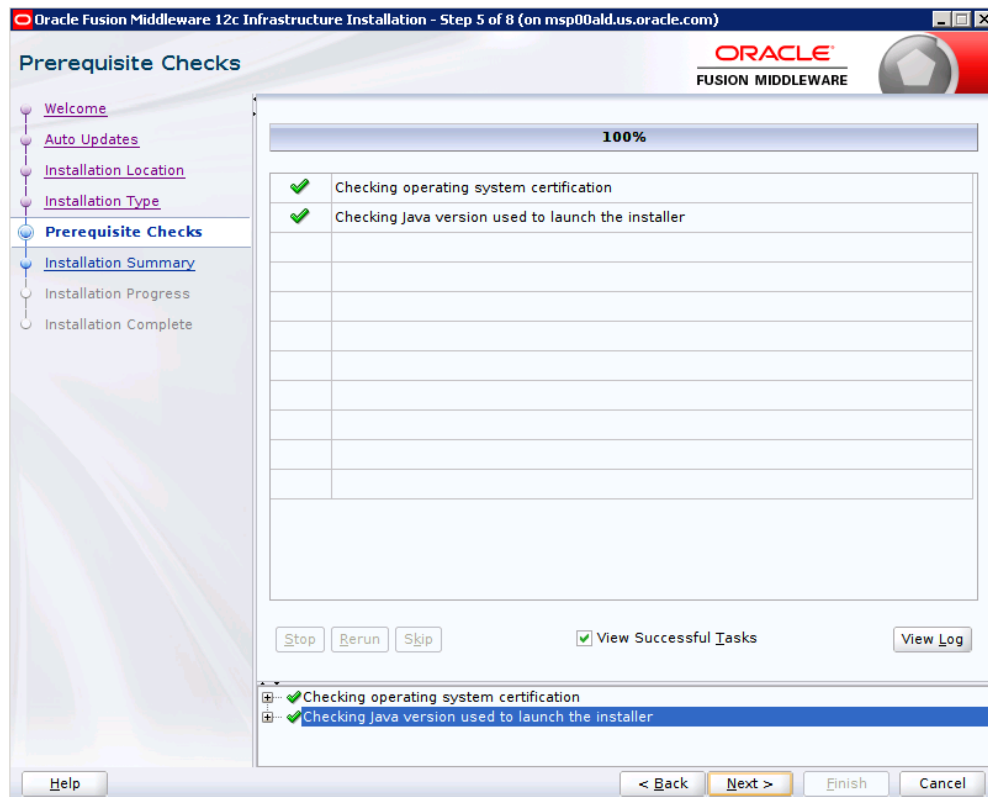 Oracle Fusion Middleware 12c Infrastructure Installation - Step 5 of 8 (on msp00ald.us.oracle.com)
Prerequisite Checks
ORACLE®
FUSION MIDDLEWARE
Welcome
Auto Updates
Installation Location
Installation Type
Prerequisite Checks
Installation Summary
Installation Progress
Installation Complete
100%
Checking operating system certification
Checking Java version used to launch the installer
Stop Rerun Skip View Successful Tasks View Log
Checking operating system certification
Checking Java version used to launch the installer
Help < Back Next > Finish Cancel